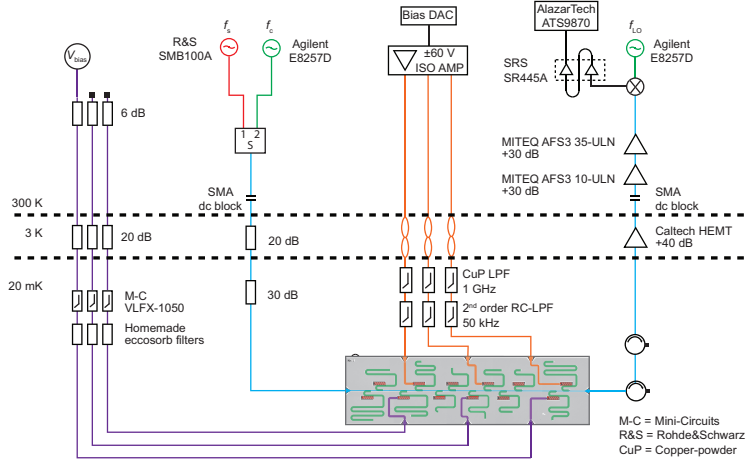 AlazarTech
ATS9870
Bias DAC
fs
fc
fLO
R&S
SMB100A
Agilent
E8257D
Agilent
E8257D
Vbias
±60 V
ISO AMP
SRS
SR445A
6 dB
1 2
S
MITEQ AFS3 35-ULN
+30 dB
MITEQ AFS3 10-ULN
+30 dB
SMA
dc block
SMA
dc block
300 K
3 K
20 dB
20 dB
Caltech HEMT
+40 dB
20 mK
M-C
VLFX-1050
30 dB
CuP LPF
1 GHz
2nd order RC-LPF
50 kHz
Homemade
eccosorb filters
M-C = Mini-Circuits
R&S = Rohde&Schwarz
CuP = Copper-powder